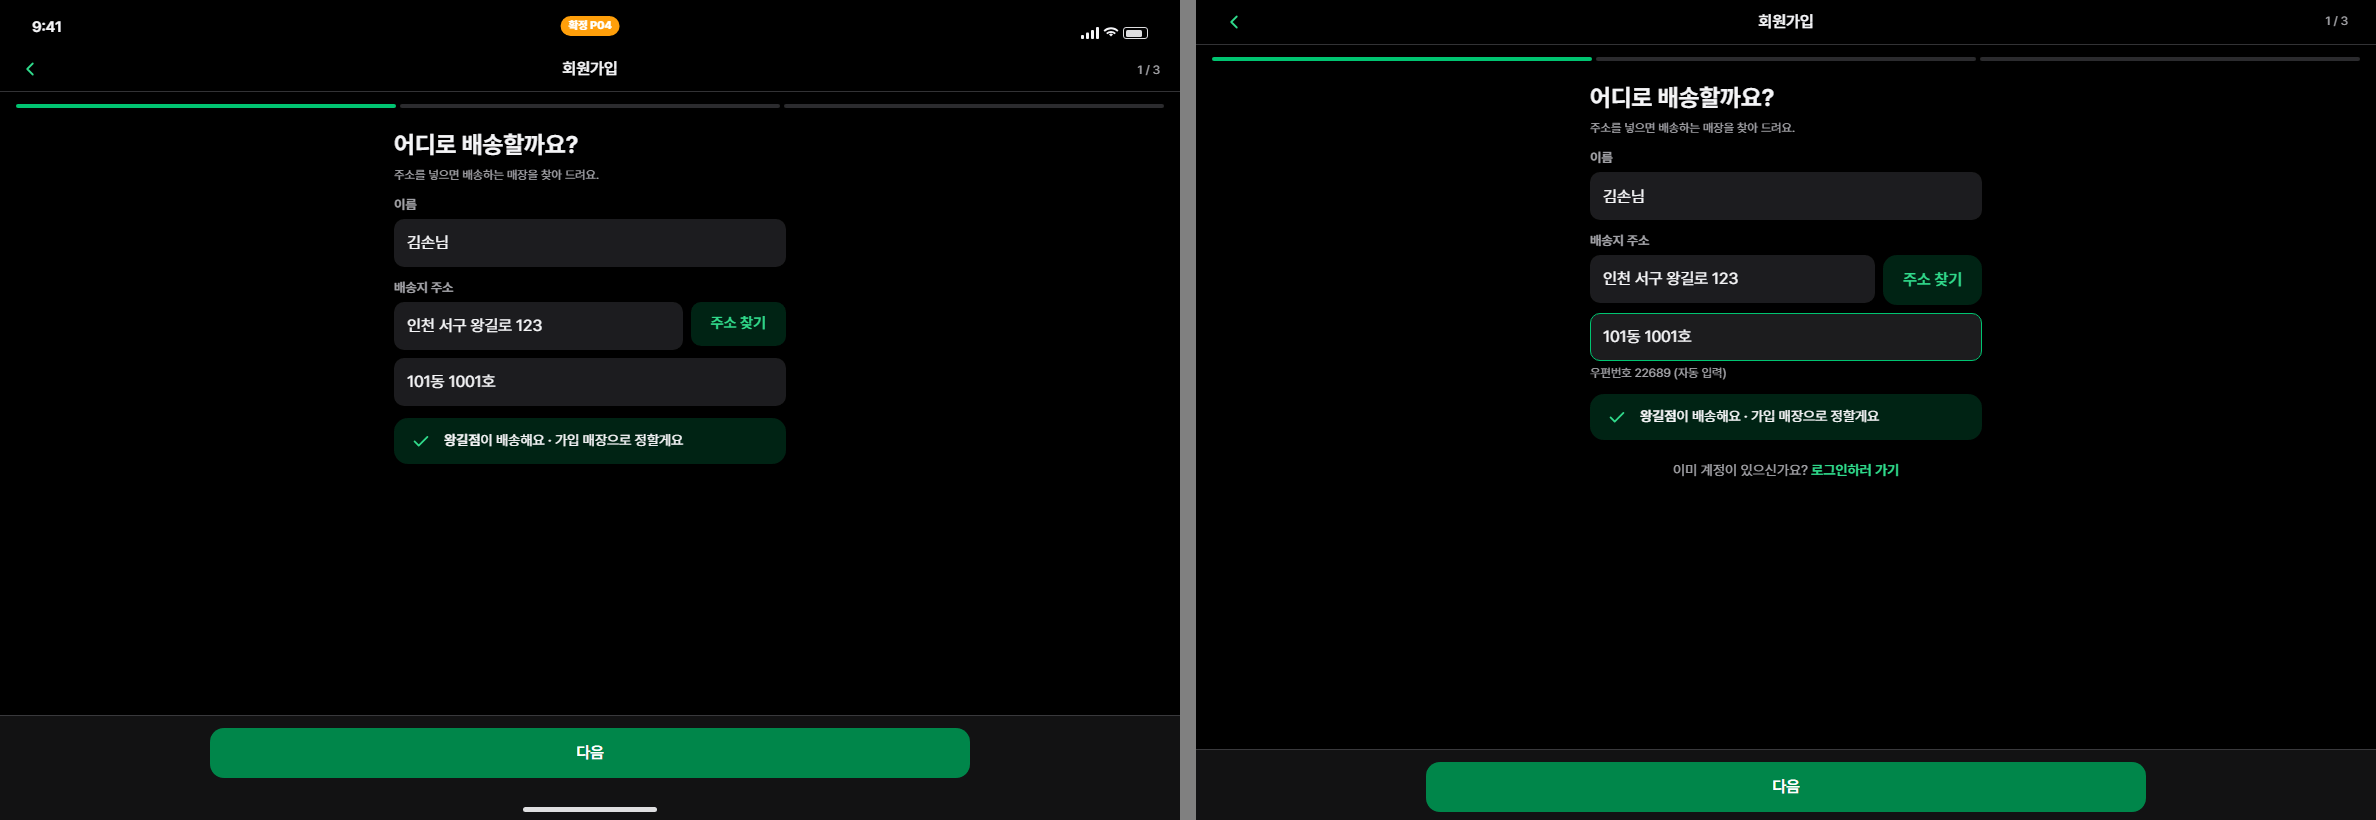 9:41
확정 P04
회원가입
1 / 3
어디로 배송할까요?
주소를 넣으면 배송하는 매장을 찾아 드려요.
이름
김손님
배송지 주소
인천 서구 왕길로 123
주소 찾기
101동 1001호
왕길점이 배송해요 · 가입 매장으로 정할게요
다음
회원가입
1 / 3
어디로 배송할까요?
주소를 넣으면 배송하는 매장을 찾아 드려요.
이름
김손님
배송지 주소
인천 서구 왕길로 123
주소 찾기
101동 1001호
우편번호 22689 (자동 입력)
왕길점이 배송해요 · 가입 매장으로 정할게요
이미 계정이 있으신가요? 로그인하러 가기
다음